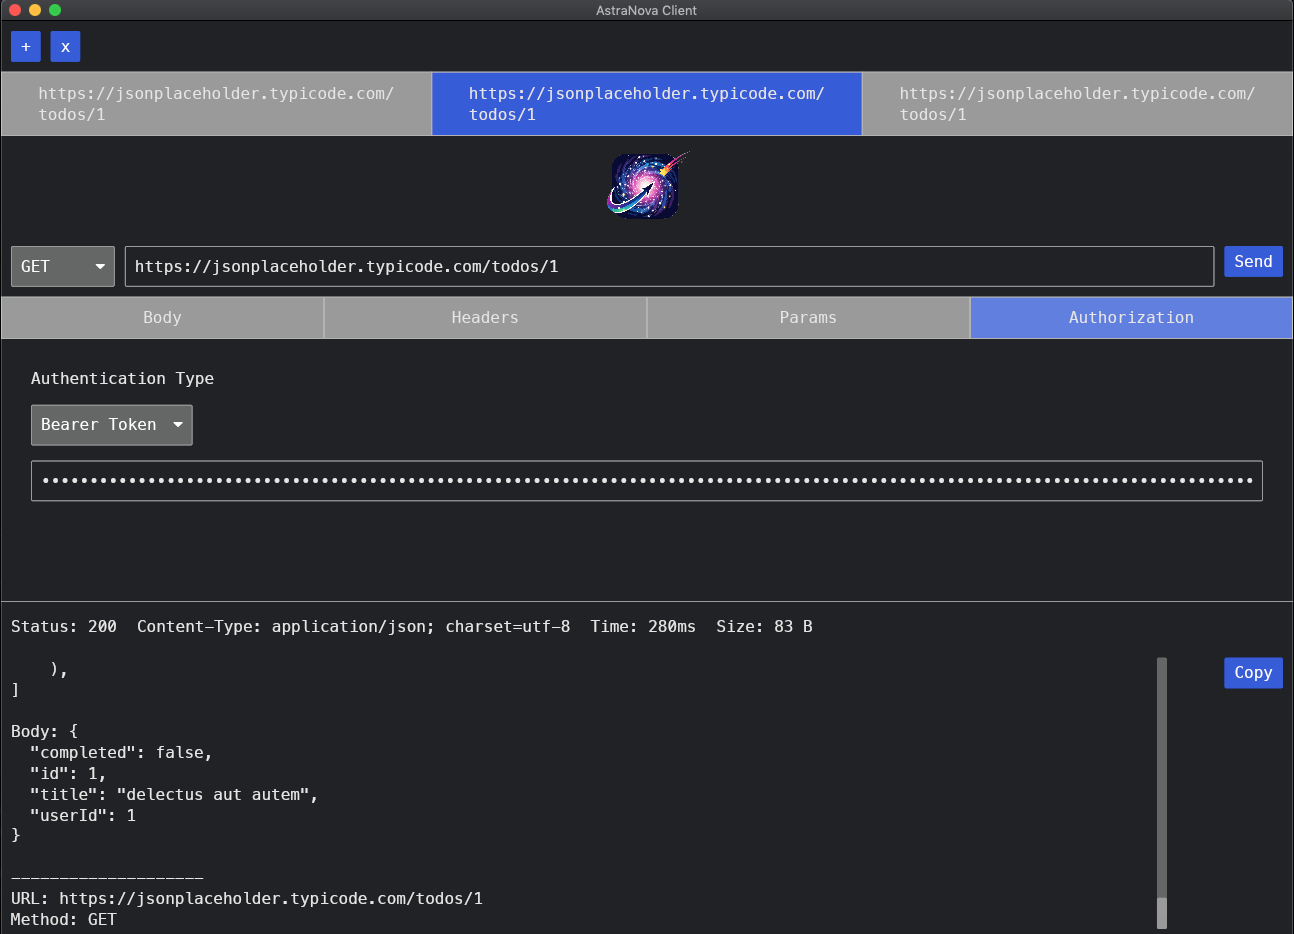 AstraNova Client
+ x
https://jsonplaceholder.typicode.com/
todos/1
https://jsonplaceholder.typicode.com/
todos/1
https://jsonplaceholder.typicode.com/
todos/1
GET https://jsonplaceholder.typicode.com/todos/1 Send
Body Headers Params Authorization
Authentication Type
Bearer Token
Status: 200 Content-Type: application/json; charset=utf-8 Time: 280ms Size: 83 B
Copy
    ),
]
Body: {
  "completed": false,
  "id": 1,
  "title": "delectus aut autem",
  "userId": 1
}
--------------------
URL: https://jsonplaceholder.typicode.com/todos/1
Method: GET